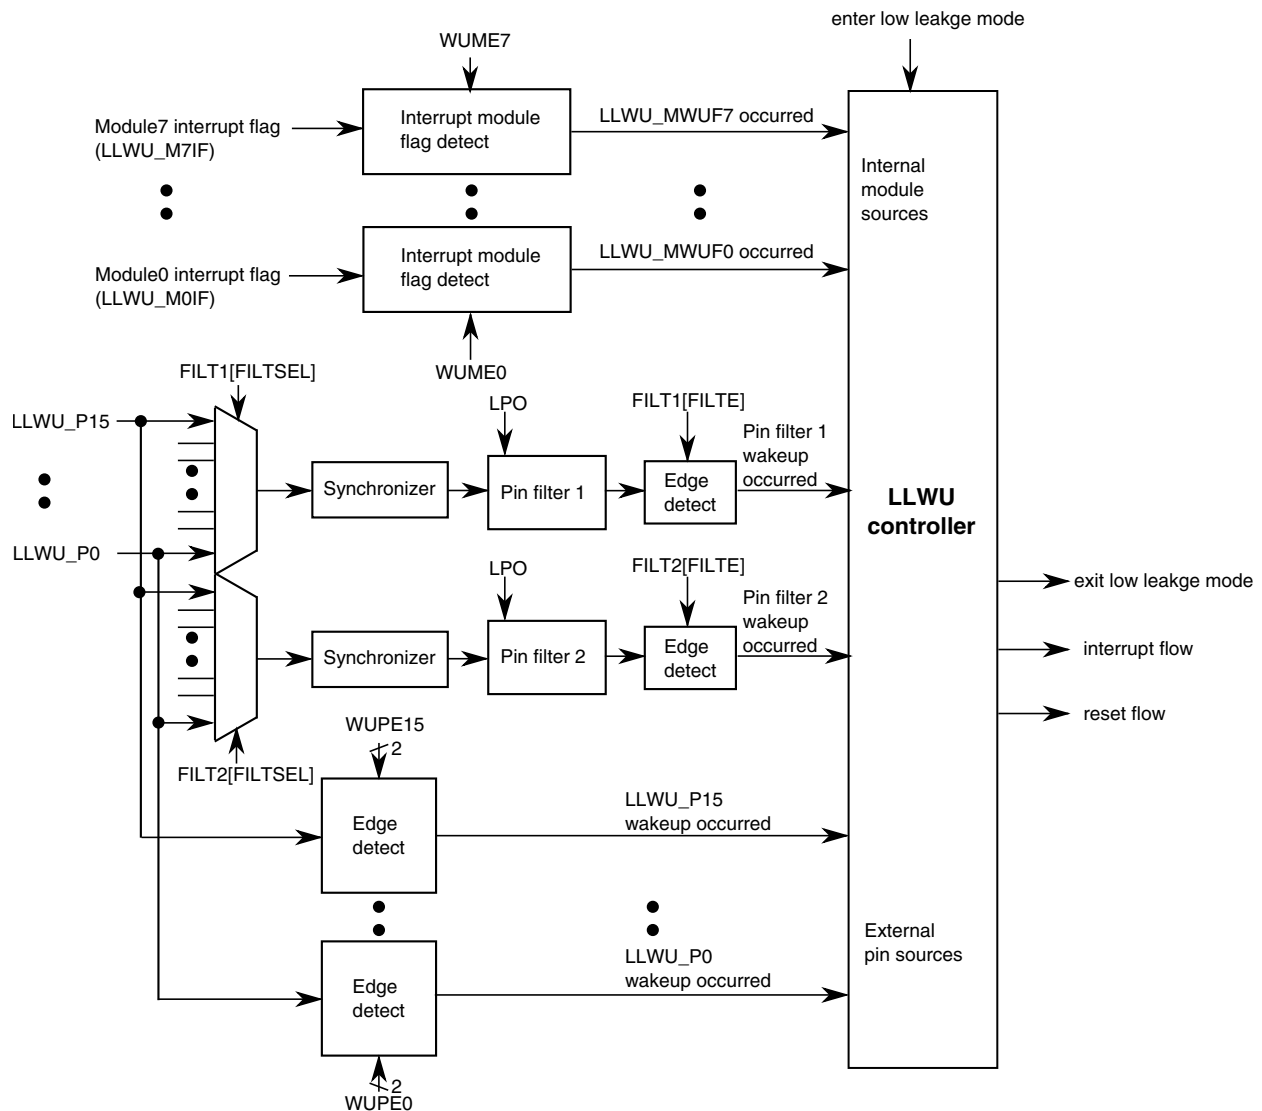 enter low leakge mode
WUME7
Module7 interrupt flag
(LLWU_M7IF)
Interrupt module
flag detect
LLWU_MWUF7 occurred
Internal
module
sources
Module0 interrupt flag
(LLWU_M0IF)
Interrupt module
flag detect
LLWU_MWUF0 occurred
WUME0
FILT1[FILTSEL]
LLWU_P15
LPO
FILT1[FILTE]
Pin filter 1
wakeup
occurred
Synchronizer
Pin filter 1
Edge
detect
LLWU
controller
LLWU_P0
LPO
FILT2[FILTE]
Pin filter 2
wakeup
occurred
Synchronizer
Pin filter 2
Edge
detect
exit low leakge mode
interrupt flow
reset flow
FILT2[FILTSEL]
WUPE15
2
Edge
detect
LLWU_P15
wakeup occurred
External
pin sources
LLWU_P0
wakeup occurred
Edge
detect
2
WUPE0